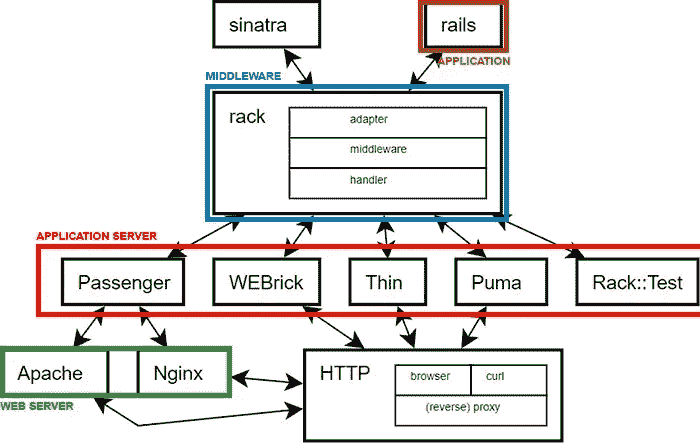 sinatra
rails
APPLICATION
MIDDLEWARE
rack
adapter
middleware
handler
APPLICATION SERVER
Passenger
WEBrick
Thin
Puma
Rack::Test
Apache
Nginx
WEB SERVER
HTTP
browser
curl
(reverse) proxy